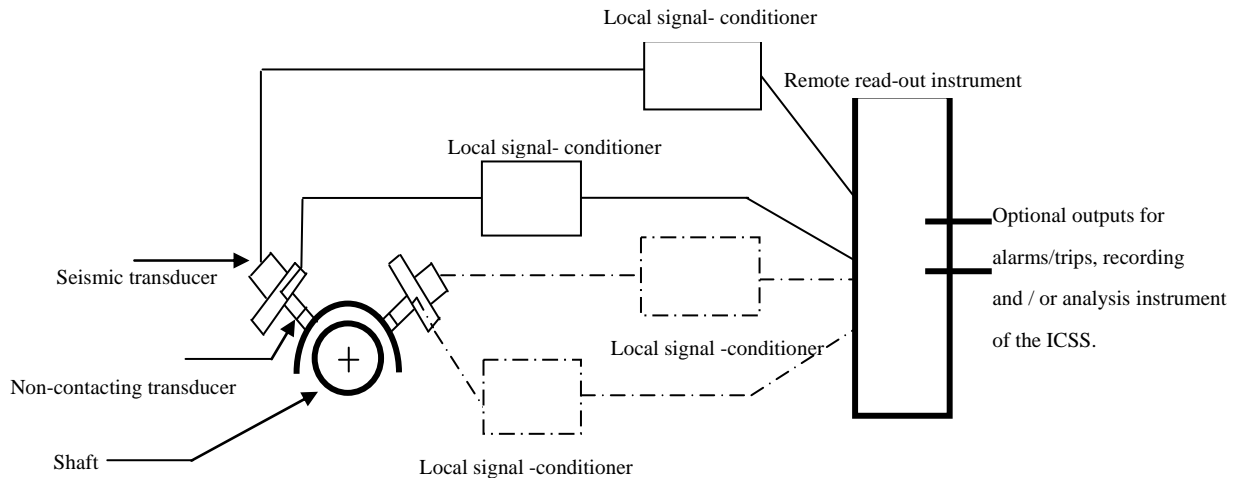 Local signal- conditioner
Remote read-out instrument
Local signal- conditioner
Optional outputs for
alarms/trips, recording
and / or analysis instrument
of the ICSS.
Seismic transducer
Local signal -conditioner
Non-contacting transducer
Shaft
Local signal -conditioner